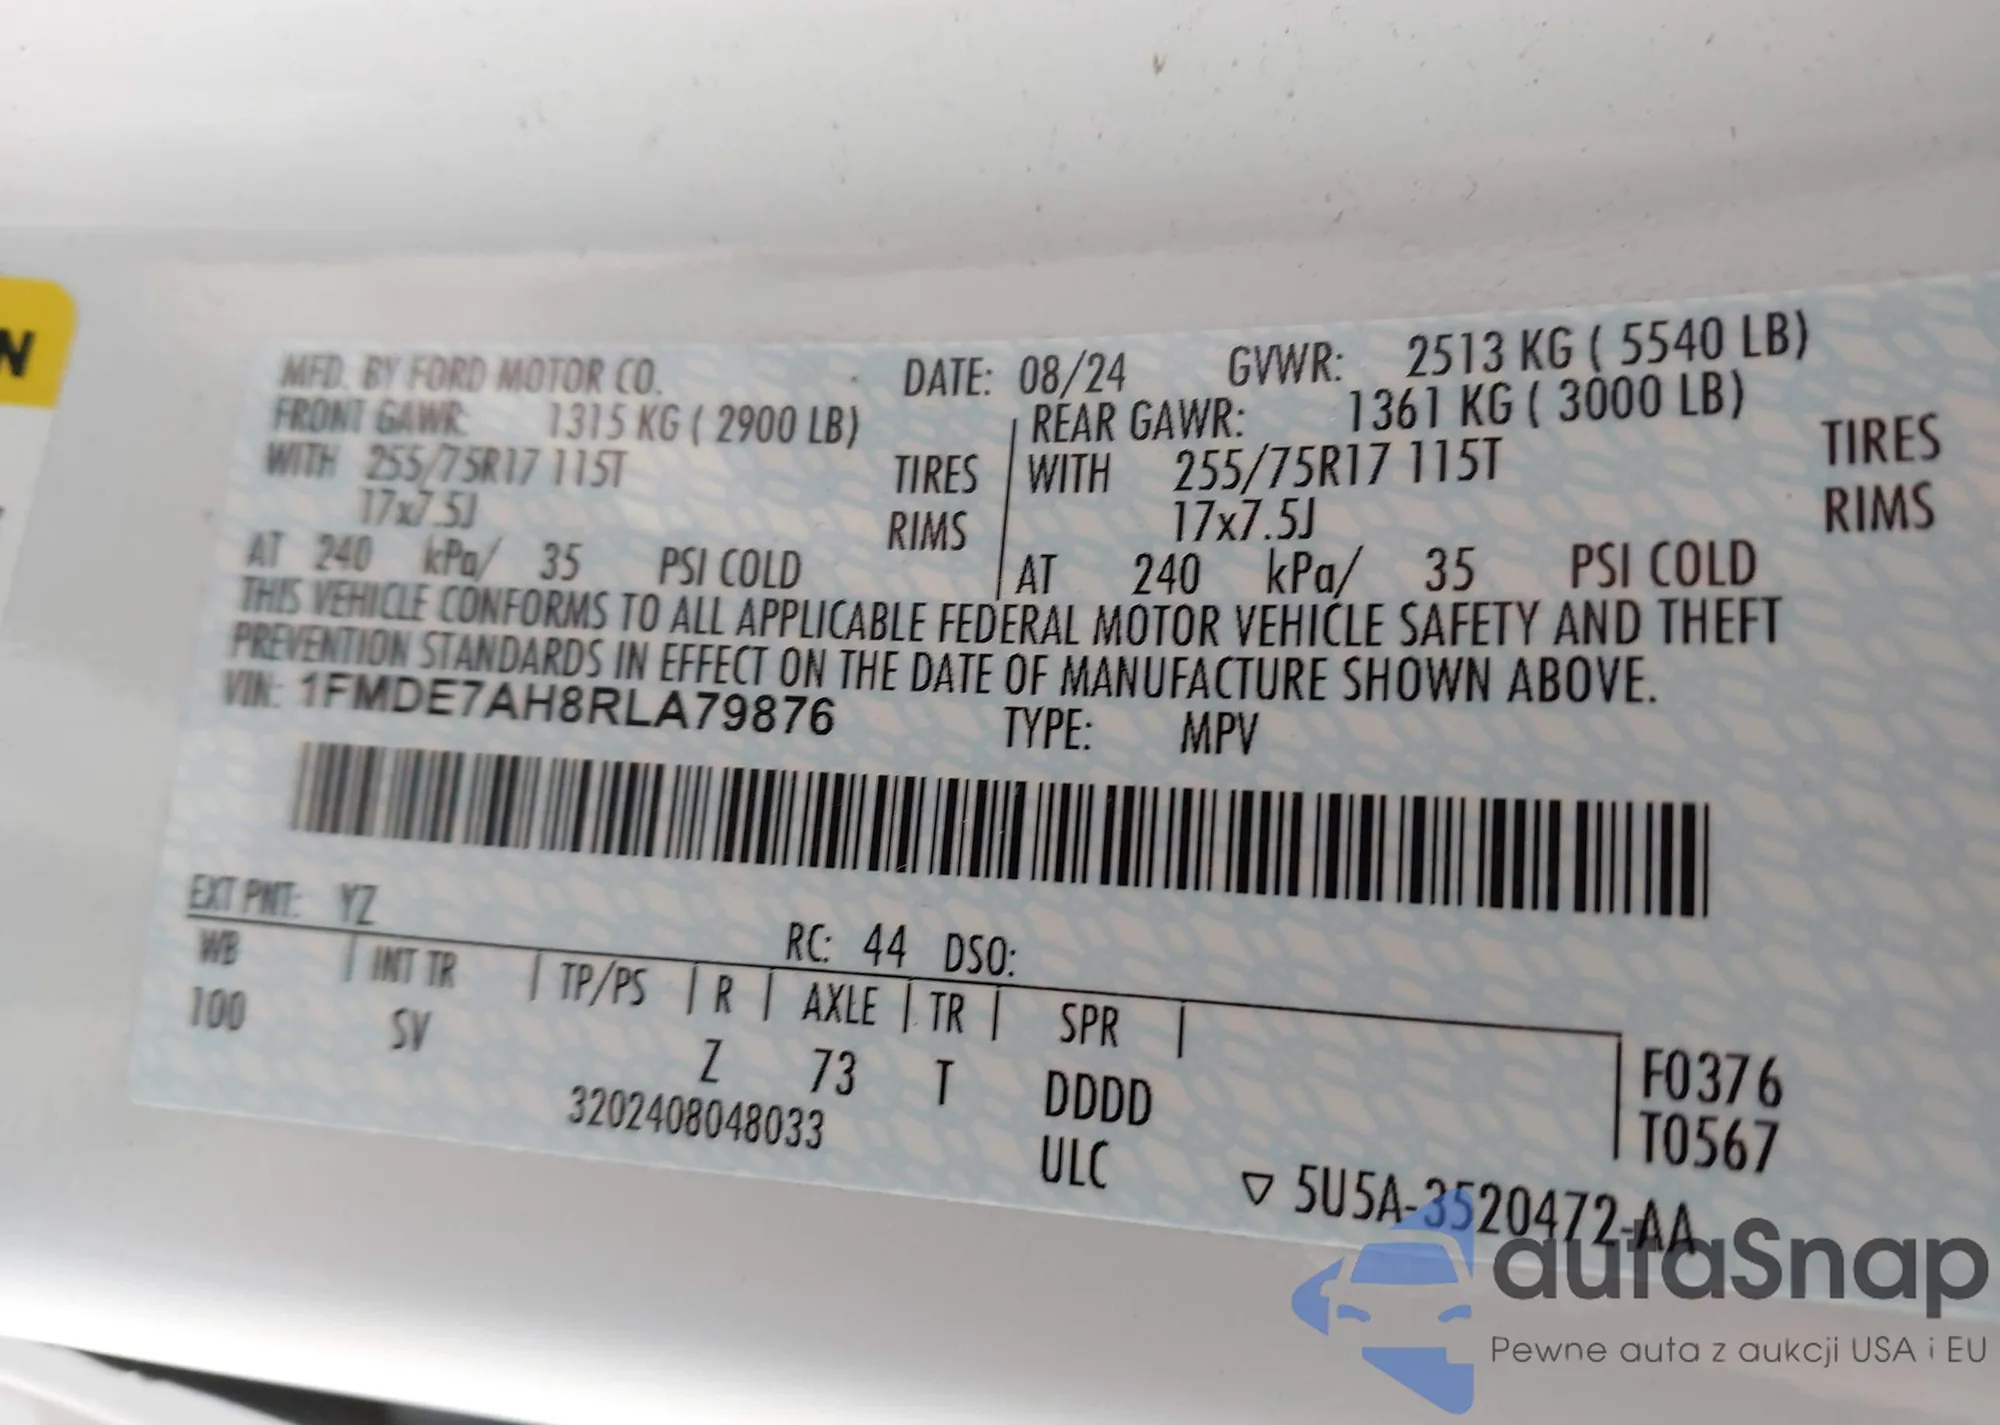 N
MFD. BY FORD MOTOR CO. DATE: 08/24 GVWR: 2513 KG ( 5540 LB)
FRONT GAWR: 1315 KG ( 2900 LB) REAR GAWR: 1361 KG ( 3000 LB)
WITH 255/75R17 115T TIRES WITH 255/75R17 115T TIRES
17x7.5J RIMS 17x7.5J RIMS
AT 240 kPa/ 35 PSI COLD AT 240 kPa/ 35 PSI COLD
THIS VEHICLE CONFORMS TO ALL APPLICABLE FEDERAL MOTOR VEHICLE SAFETY AND THEFT
PREVENTION STANDARDS IN EFFECT ON THE DATE OF MANUFACTURE SHOWN ABOVE.
VIN: 1FMDE7AH8RLA79876 TYPE: MPV
EXT PNT: YZ RC: 44 DSO:
WB INT TR TP/PS R AXLE TR SPR
100 SV Z 73 T DDDD F0376
3202408048033 ULC T0567
▽ 5U5A-3520472-AA
autaSnap
Pewne auta z aukcji USA i EU